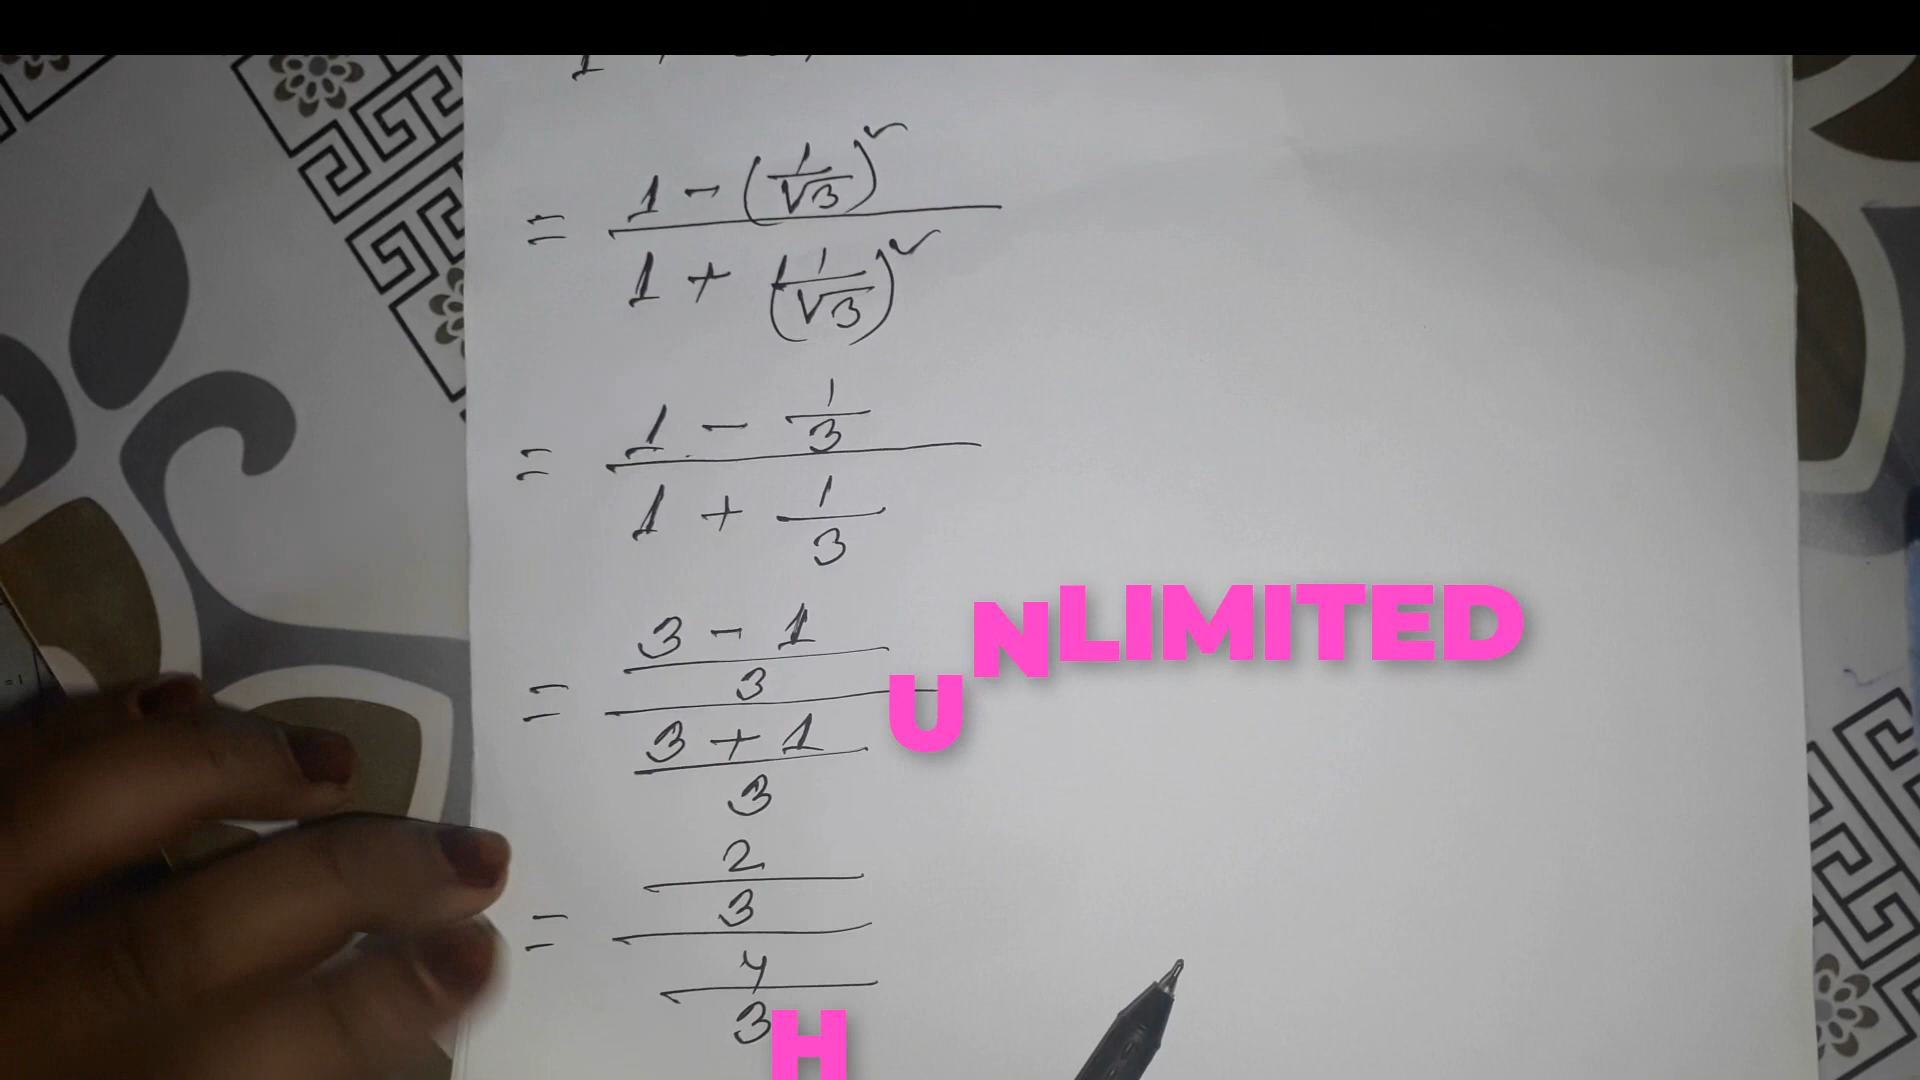 = (1 - (1/√3)²) / (1 + (1/√3)²)
= (1 - 1/3) / (1 + 1/3)
= ((3 - 1)/3) / ((3 + 1)/3)
UNLIMITED
= (2/3) / (4/3)
H
=1